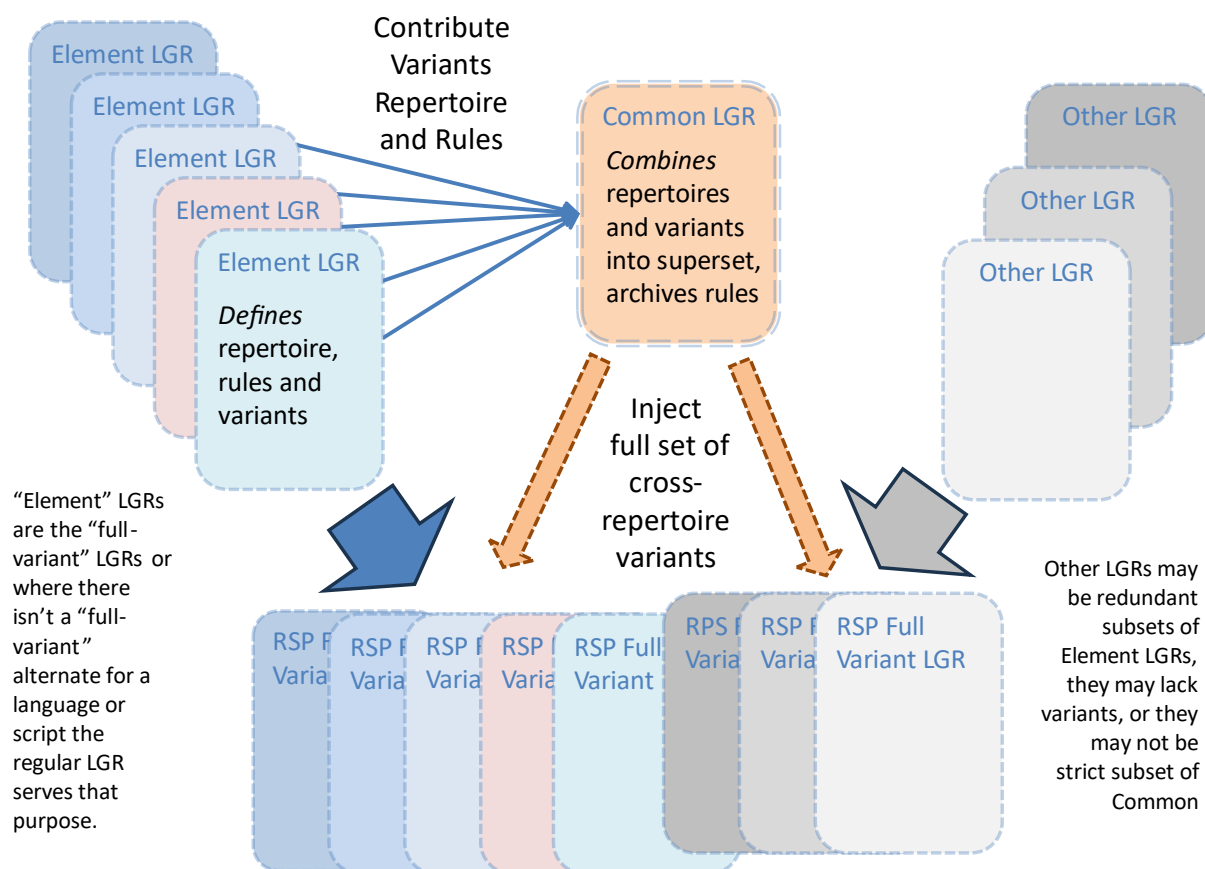 Element LGR
Element LGR
Element LGR
Element LGR
Element LGR
Defines
repertoire,
rules and
variants
Contribute
Variants
Repertoire
and Rules
Common LGR
Combines
repertoires
and variants
into superset,
archives rules
Other LGR
Other LGR
Other LGR
Inject
full set of
cross-
repertoire
variants
"Element" LGRs
are the "full-
variant" LGRs or
where there
isn't a "full-
variant"
alternate for a
language or
script the
regular LGR
serves that
purpose.
RSP F
Varia
RSP F
Varia
RSP F
Varia
RSP
Varia
RSP Full
Variant
RPS
Varia
RSP F
Varia
RSP Full
Variant LGR
Other LGRs may
be redundant
subsets of
Element LGRs,
they may lack
variants, or they
may not be
strict subset of
Common